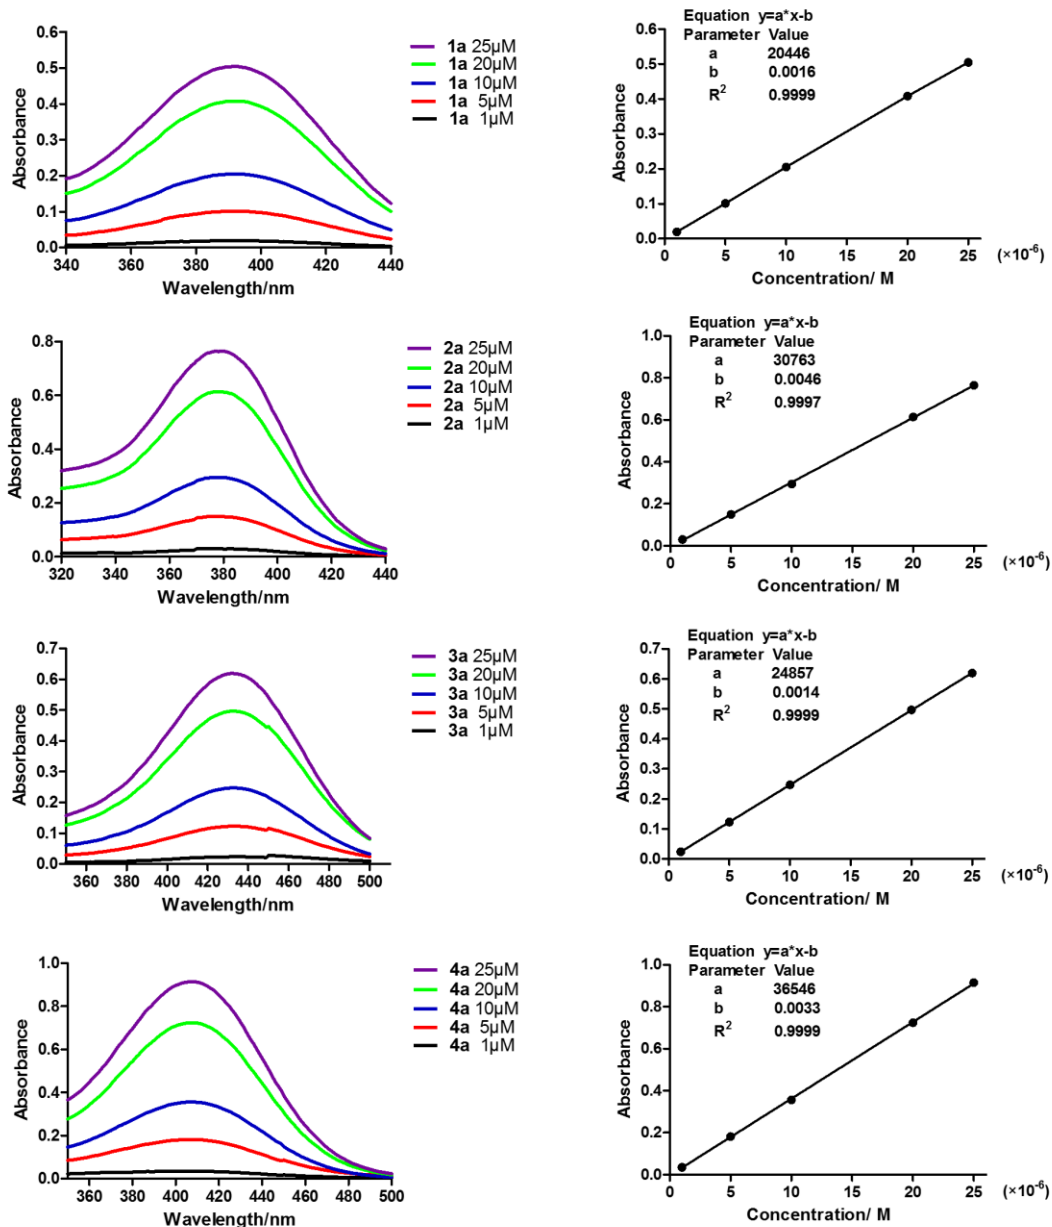 1a 25µM
1a 20µM
1a 10µM
1a 5µM
1a 1µM
Absorbance
0.6
0.5
0.4
0.3
0.2
0.1
0.0
340 360 380 400 420 440
Wavelength/nm
Equation y=a*x-b
Parameter Value
a 20446
b 0.0016
R² 0.9999
Absorbance
0.6
0.5
0.4
0.3
0.2
0.1
0.0
0 5 10 15 20 25 (×10⁻⁶)
Concentration/ M
2a 25µM
2a 20µM
2a 10µM
2a 5µM
2a 1µM
Absorbance
0.8
0.6
0.4
0.2
0.0
320 340 360 380 400 420 440
Wavelength/nm
Equation y=a*x-b
Parameter Value
a 30763
b 0.0046
R² 0.9997
Absorbance
1.0
0.8
0.6
0.4
0.2
0.0
0 5 10 15 20 25 (×10⁻⁶)
Concentration/ M
3a 25µM
3a 20µM
3a 10µM
3a 5µM
3a 1µM
Absorbance
0.7
0.6
0.5
0.4
0.3
0.2
0.1
0.0
360 380 400 420 440 460 480 500
Wavelength/nm
Equation y=a*x-b
Parameter Value
a 24857
b 0.0014
R² 0.9999
Absorbance
0.7
0.6
0.5
0.4
0.3
0.2
0.1
0.0
0 5 10 15 20 25 (×10⁻⁶)
Concentration/ M
4a 25µM
4a 20µM
4a 10µM
4a 5µM
4a 1µM
Absorbance
1.0
0.8
0.6
0.4
0.2
0.0
360 380 400 420 440 460 480 500
Wavelength/nm
Equation y=a*x-b
Parameter Value
a 36546
b 0.0033
R² 0.9999
Absorbance
1.0
0.8
0.6
0.4
0.2
0.0
0 5 10 15 20 25 (×10⁻⁶)
Concentration/ M